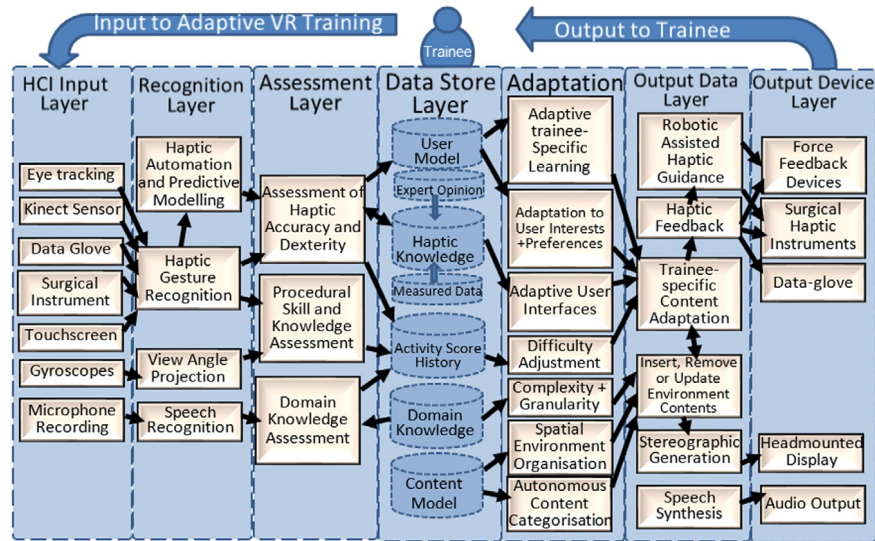 Input to Adaptive VR Training
Trainee
Output to Trainee
HCI Input
Layer
Eye tracking
Kinect Sensor
Data Glove
Surgical
Instrument
Touchscreen
Gyroscopes
Microphone
Recording
Recognition
Layer
Haptic
Automation
and Predictive
Modelling
Haptic
Gesture
Recognition
View Angle
Projection
Speech
Recognition
Assessment
Layer
Assessment of
Haptic
Accuracy and
Dexterity
Procedural
Skill and
Knowledge
Assessment
Domain
Knowledge
Assessment
Data Store
Layer
User
Model
Expert Opinion
Haptic
Knowledge
Measured Data
Activity Score
History
Domain
Knowledge
Content
Model
Adaptation
Adaptive
trainee-
Specific
Learning
Adaptation to
User Interests
+Preferences
Adaptive User
Interfaces
Difficulty
Adjustment
Complexity +
Granularity
Spatial
Environment
Organisation
Autonomous
Content
Categorisation
Output Data
Layer
Robotic
Assisted
Haptic
Guidance
Haptic
Feedback
Trainee-
specific
Content
Adaptation
Insert, Remove
or Update
Environment
Contents
Stereographic
Generation
Speech
Synthesis
Output Device
Layer
Force
Feedback
Devices
Surgical
Haptic
Instruments
Data-glove
Headmounted
Display
Audio Output